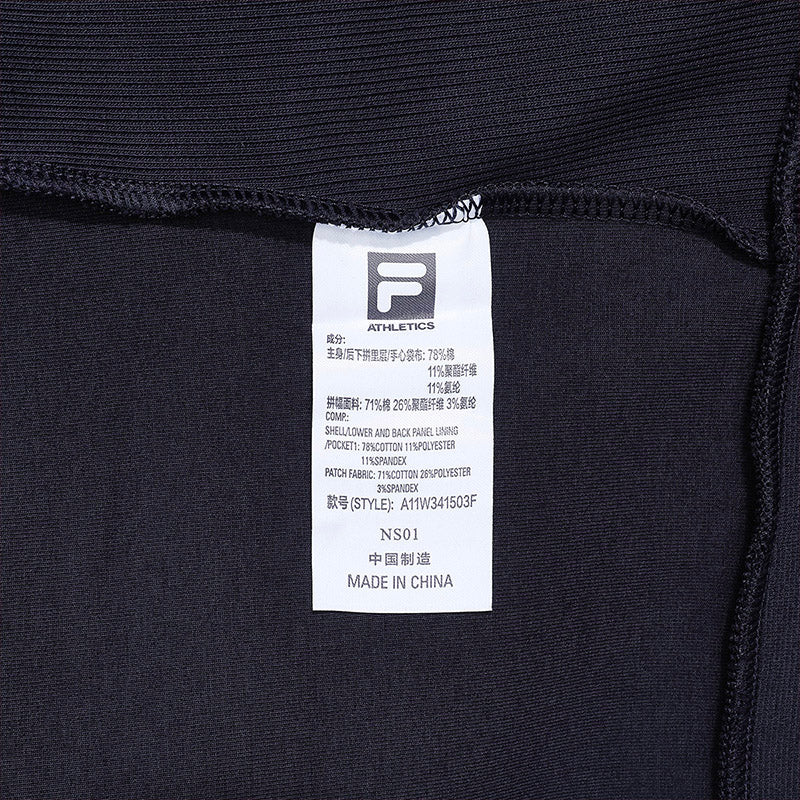 F
ATHLETICS
成分:
主身/后下拼里层/手心袋布: 78%棉
11%聚酯纤维
11%氨纶
拼幅面料: 71%棉 26%聚酯纤维 3%氨纶
COMP.:
SHELL/LOWER AND BACK PANEL LINING
/POCKET1: 78%COTTON 11%POLYESTER
11%SPANDEX
PATCH FABRIC: 71%COTTON 26%POLYESTER
3%SPANDEX
款号(STYLE): A11W341503F
NS01
中国制造
MADE IN CHINA